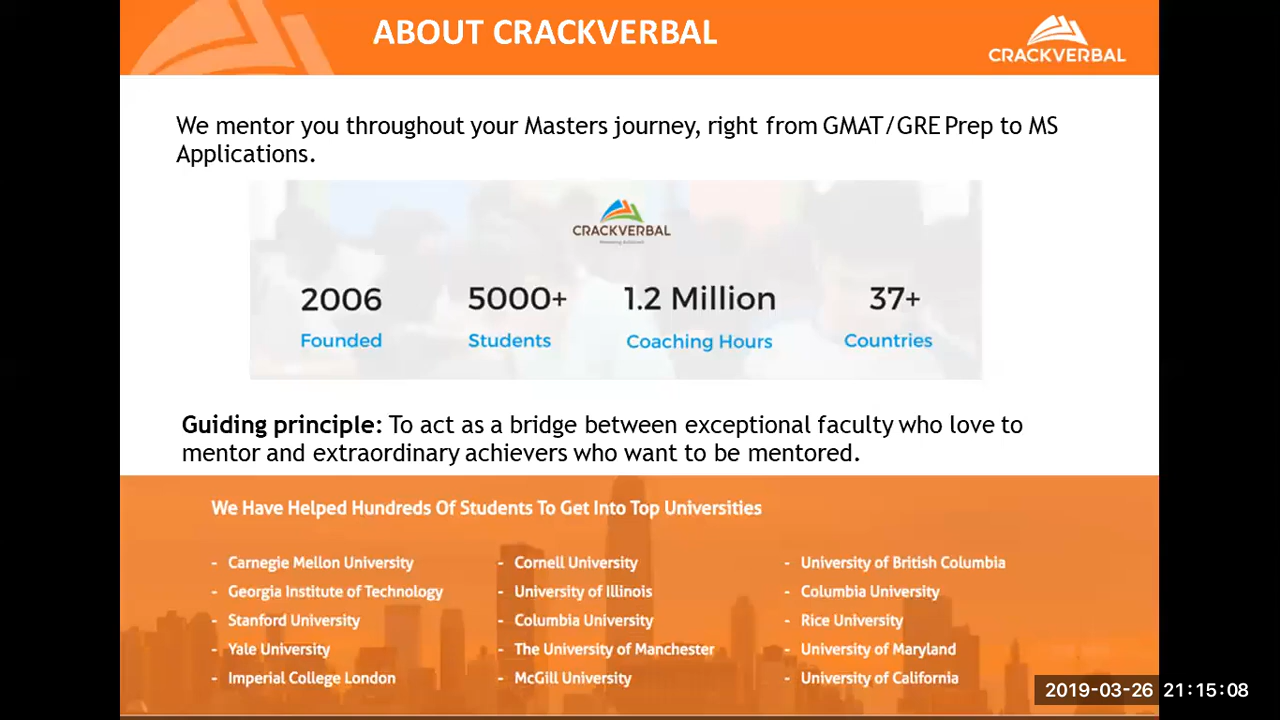 ABOUT CRACKVERBAL
CRACKVERBAL
We mentor you throughout your Masters journey, right from GMAT/GRE Prep to MS
Applications.
CRACKVERBAL
2006
Founded
5000+
Students
1.2 Million
Coaching Hours
37+
Countries
Guiding principle: To act as a bridge between exceptional faculty who love to
mentor and extraordinary achievers who want to be mentored.
We Have Helped Hundreds Of Students To Get Into Top Universities
- Carnegie Mellon University
- Georgia Institute of Technology
- Stanford University
- Yale University
- Imperial College London
- Cornell University
- University of Illinois
- Columbia University
- The University of Manchester
- McGill University
- University of British Columbia
- Columbia University
- Rice University
- University of Maryland
- University of California
2019-03-26 21:15:08